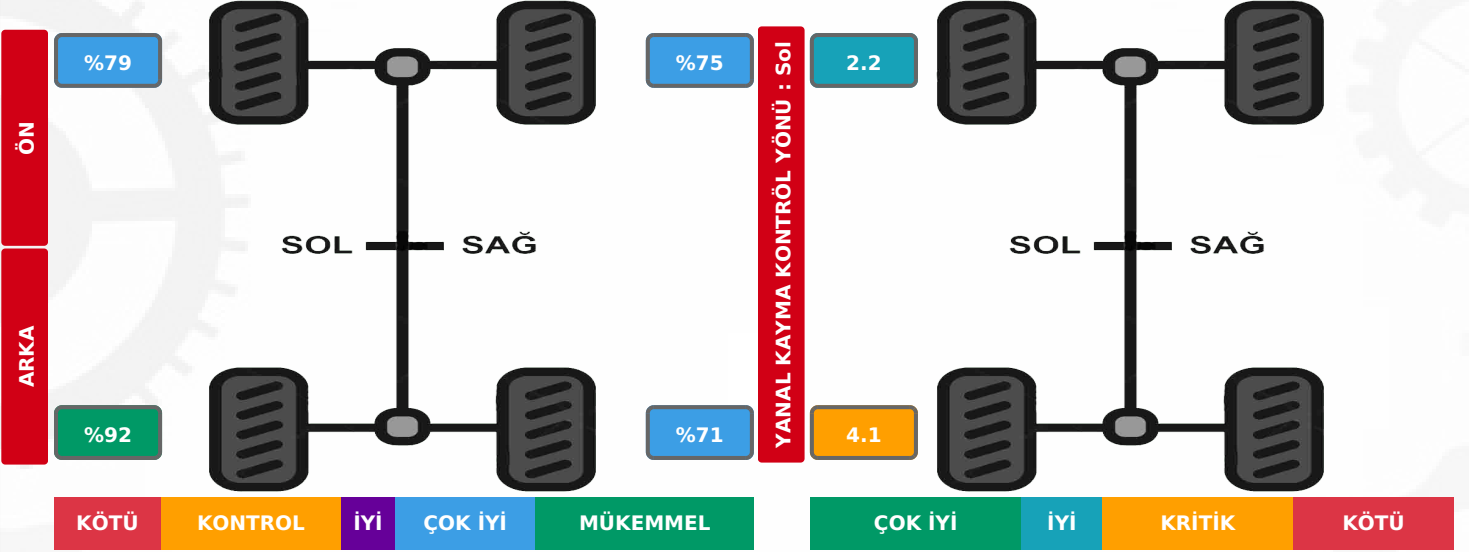 ÖN
%79
%75
YANAL KAYMA KONTRÖL YÖNÜ : Sol
2.2
SOL
SAĞ
SOL
SAĞ
ARKA
%92
%71
4.1
KÖTÜ
KONTROL
İYİ
ÇOK İYİ
MÜKEMMEL
ÇOK İYİ
İYİ
KRİTİK
KÖTÜ